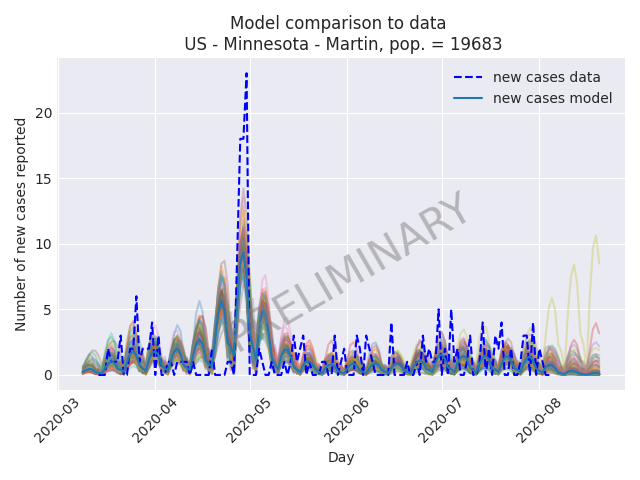 Model comparison to data
US - Minnesota - Martin, pop. = 19683
new cases data
new cases model
Number of new cases reported
20
15
10
5
0
PRELIMINARY
2020-03
2020-04
2020-05
2020-06
2020-07
2020-08
Day